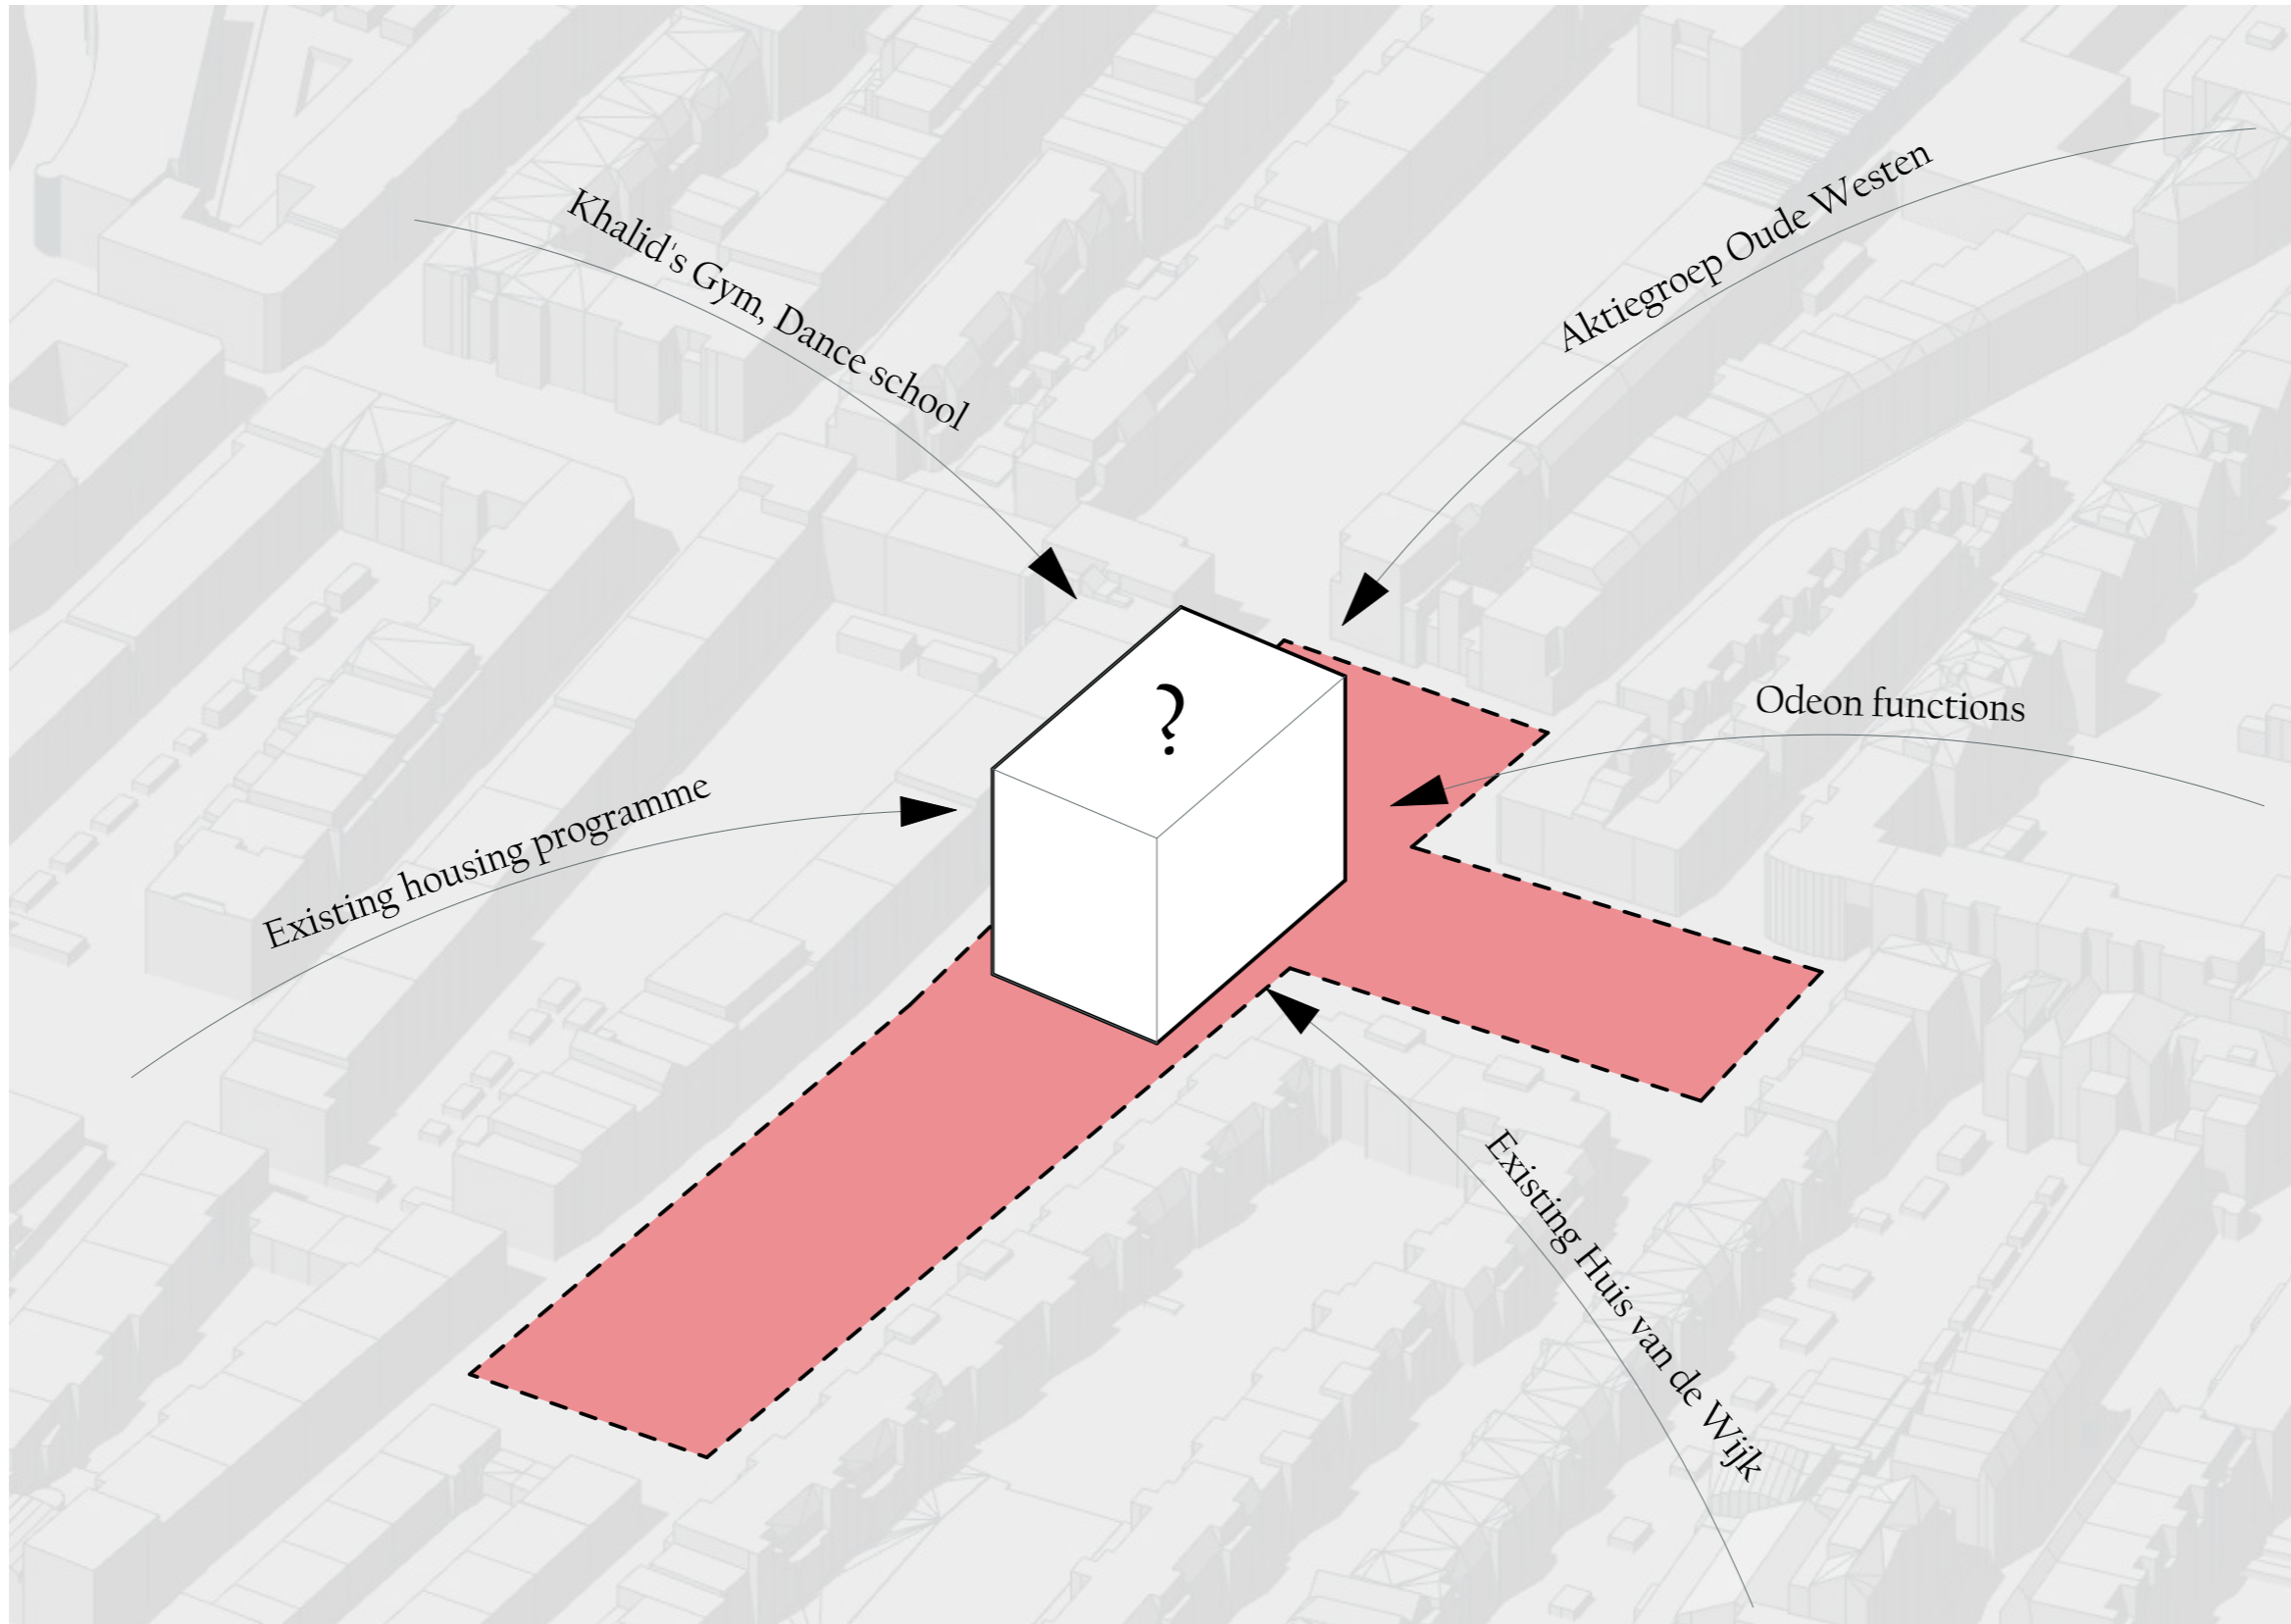 Khalid's Gym, Dance school
Aktiegroep Oude Westen
?
Odeon functions
Existing housing programme
Existing Huis van de Wijk